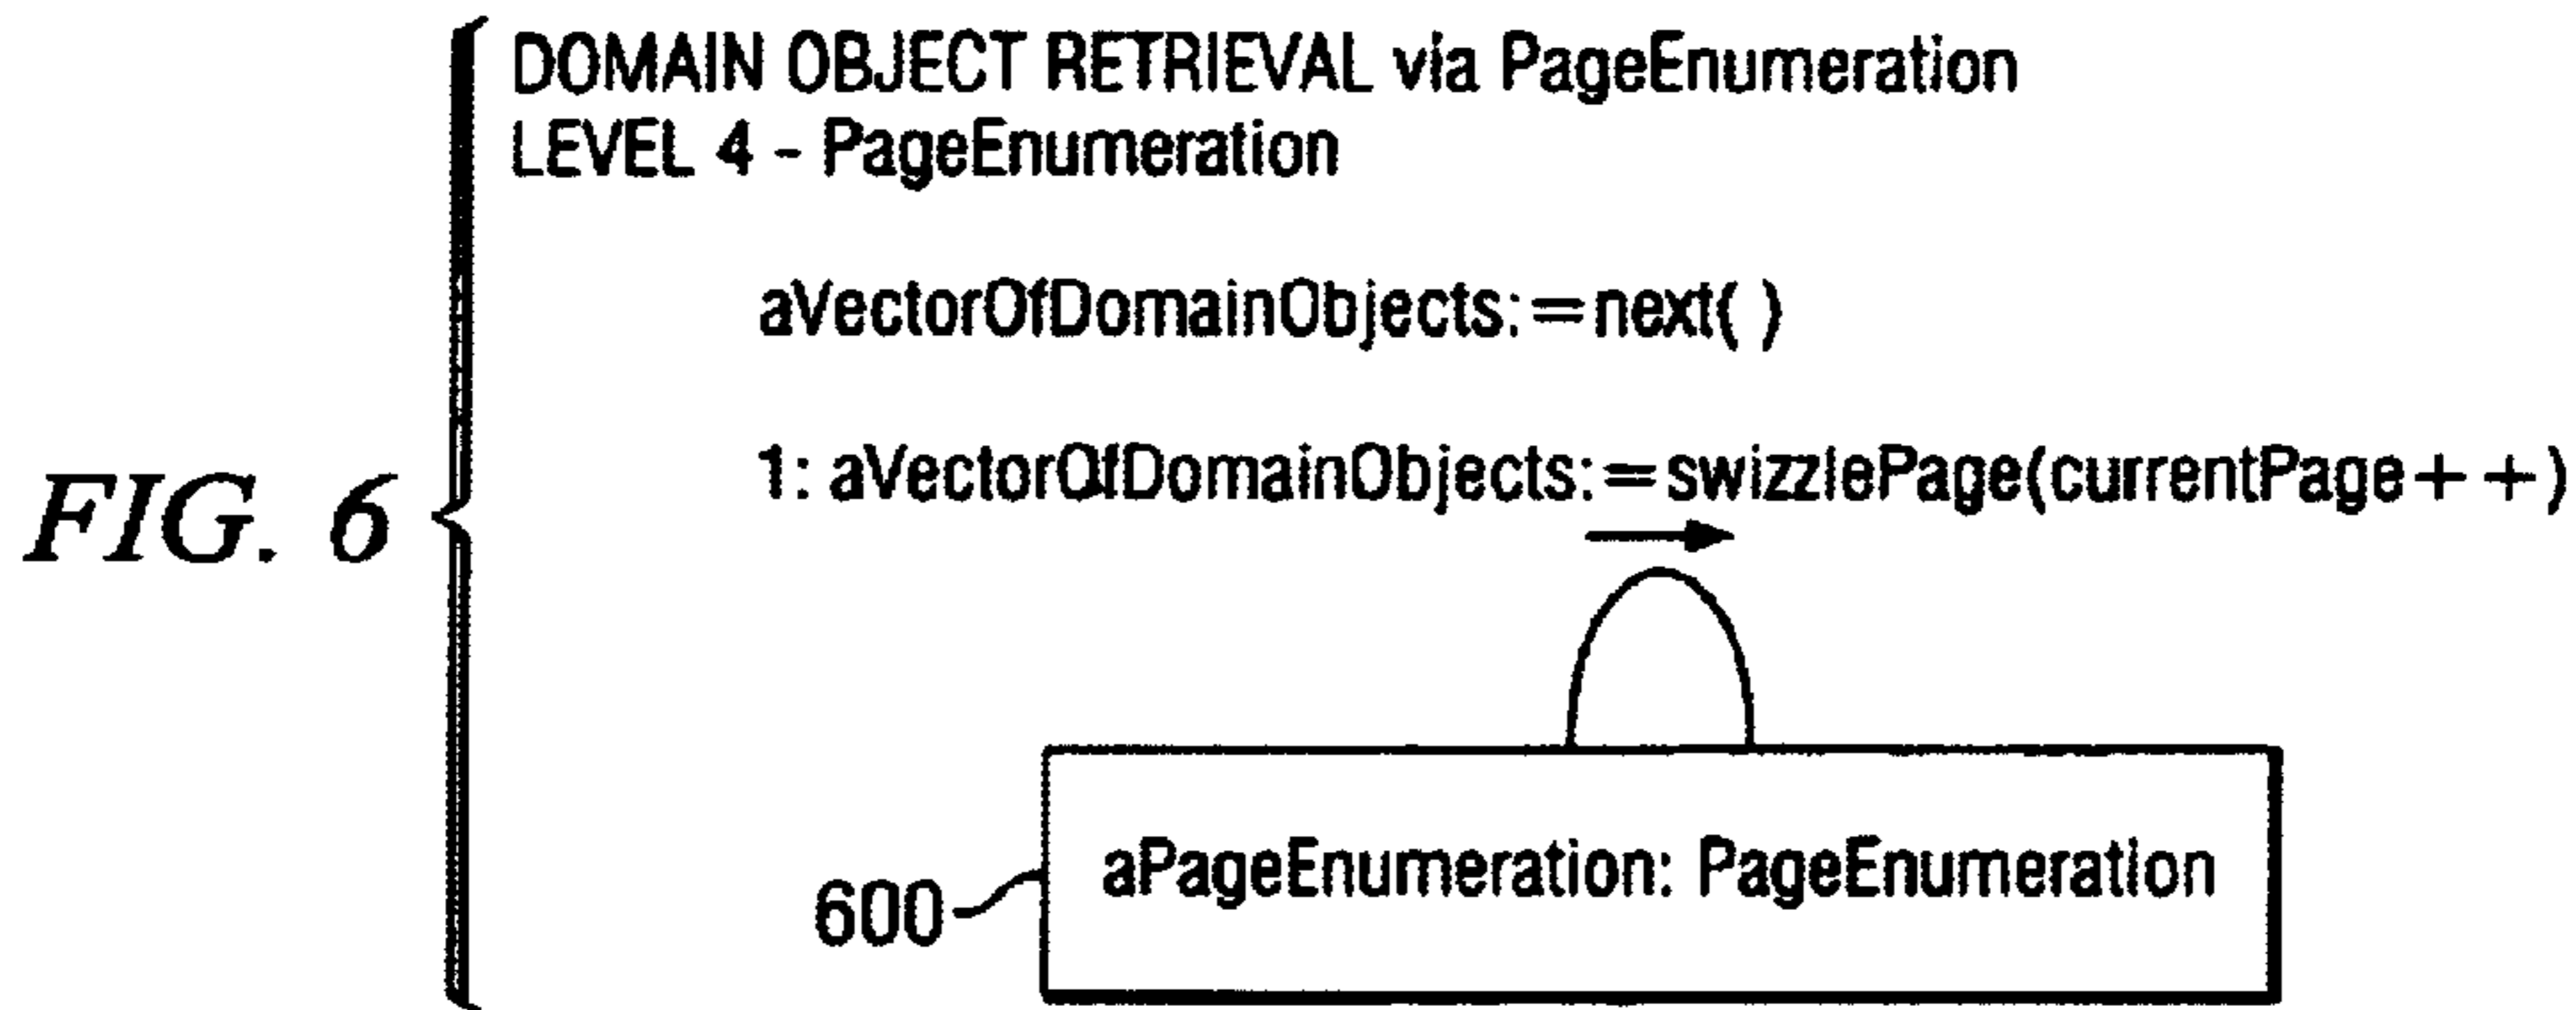 DOMAIN OBJECT RETRIEVAL via PageEnumeration
LEVEL 4 - PageEnumeration
aVectorOfDomainObjects:=next( )
1: aVectorOfDomainObjects:=swizzlePage(currentPage++)
FIG. 6
aPageEnumeration: PageEnumeration
600